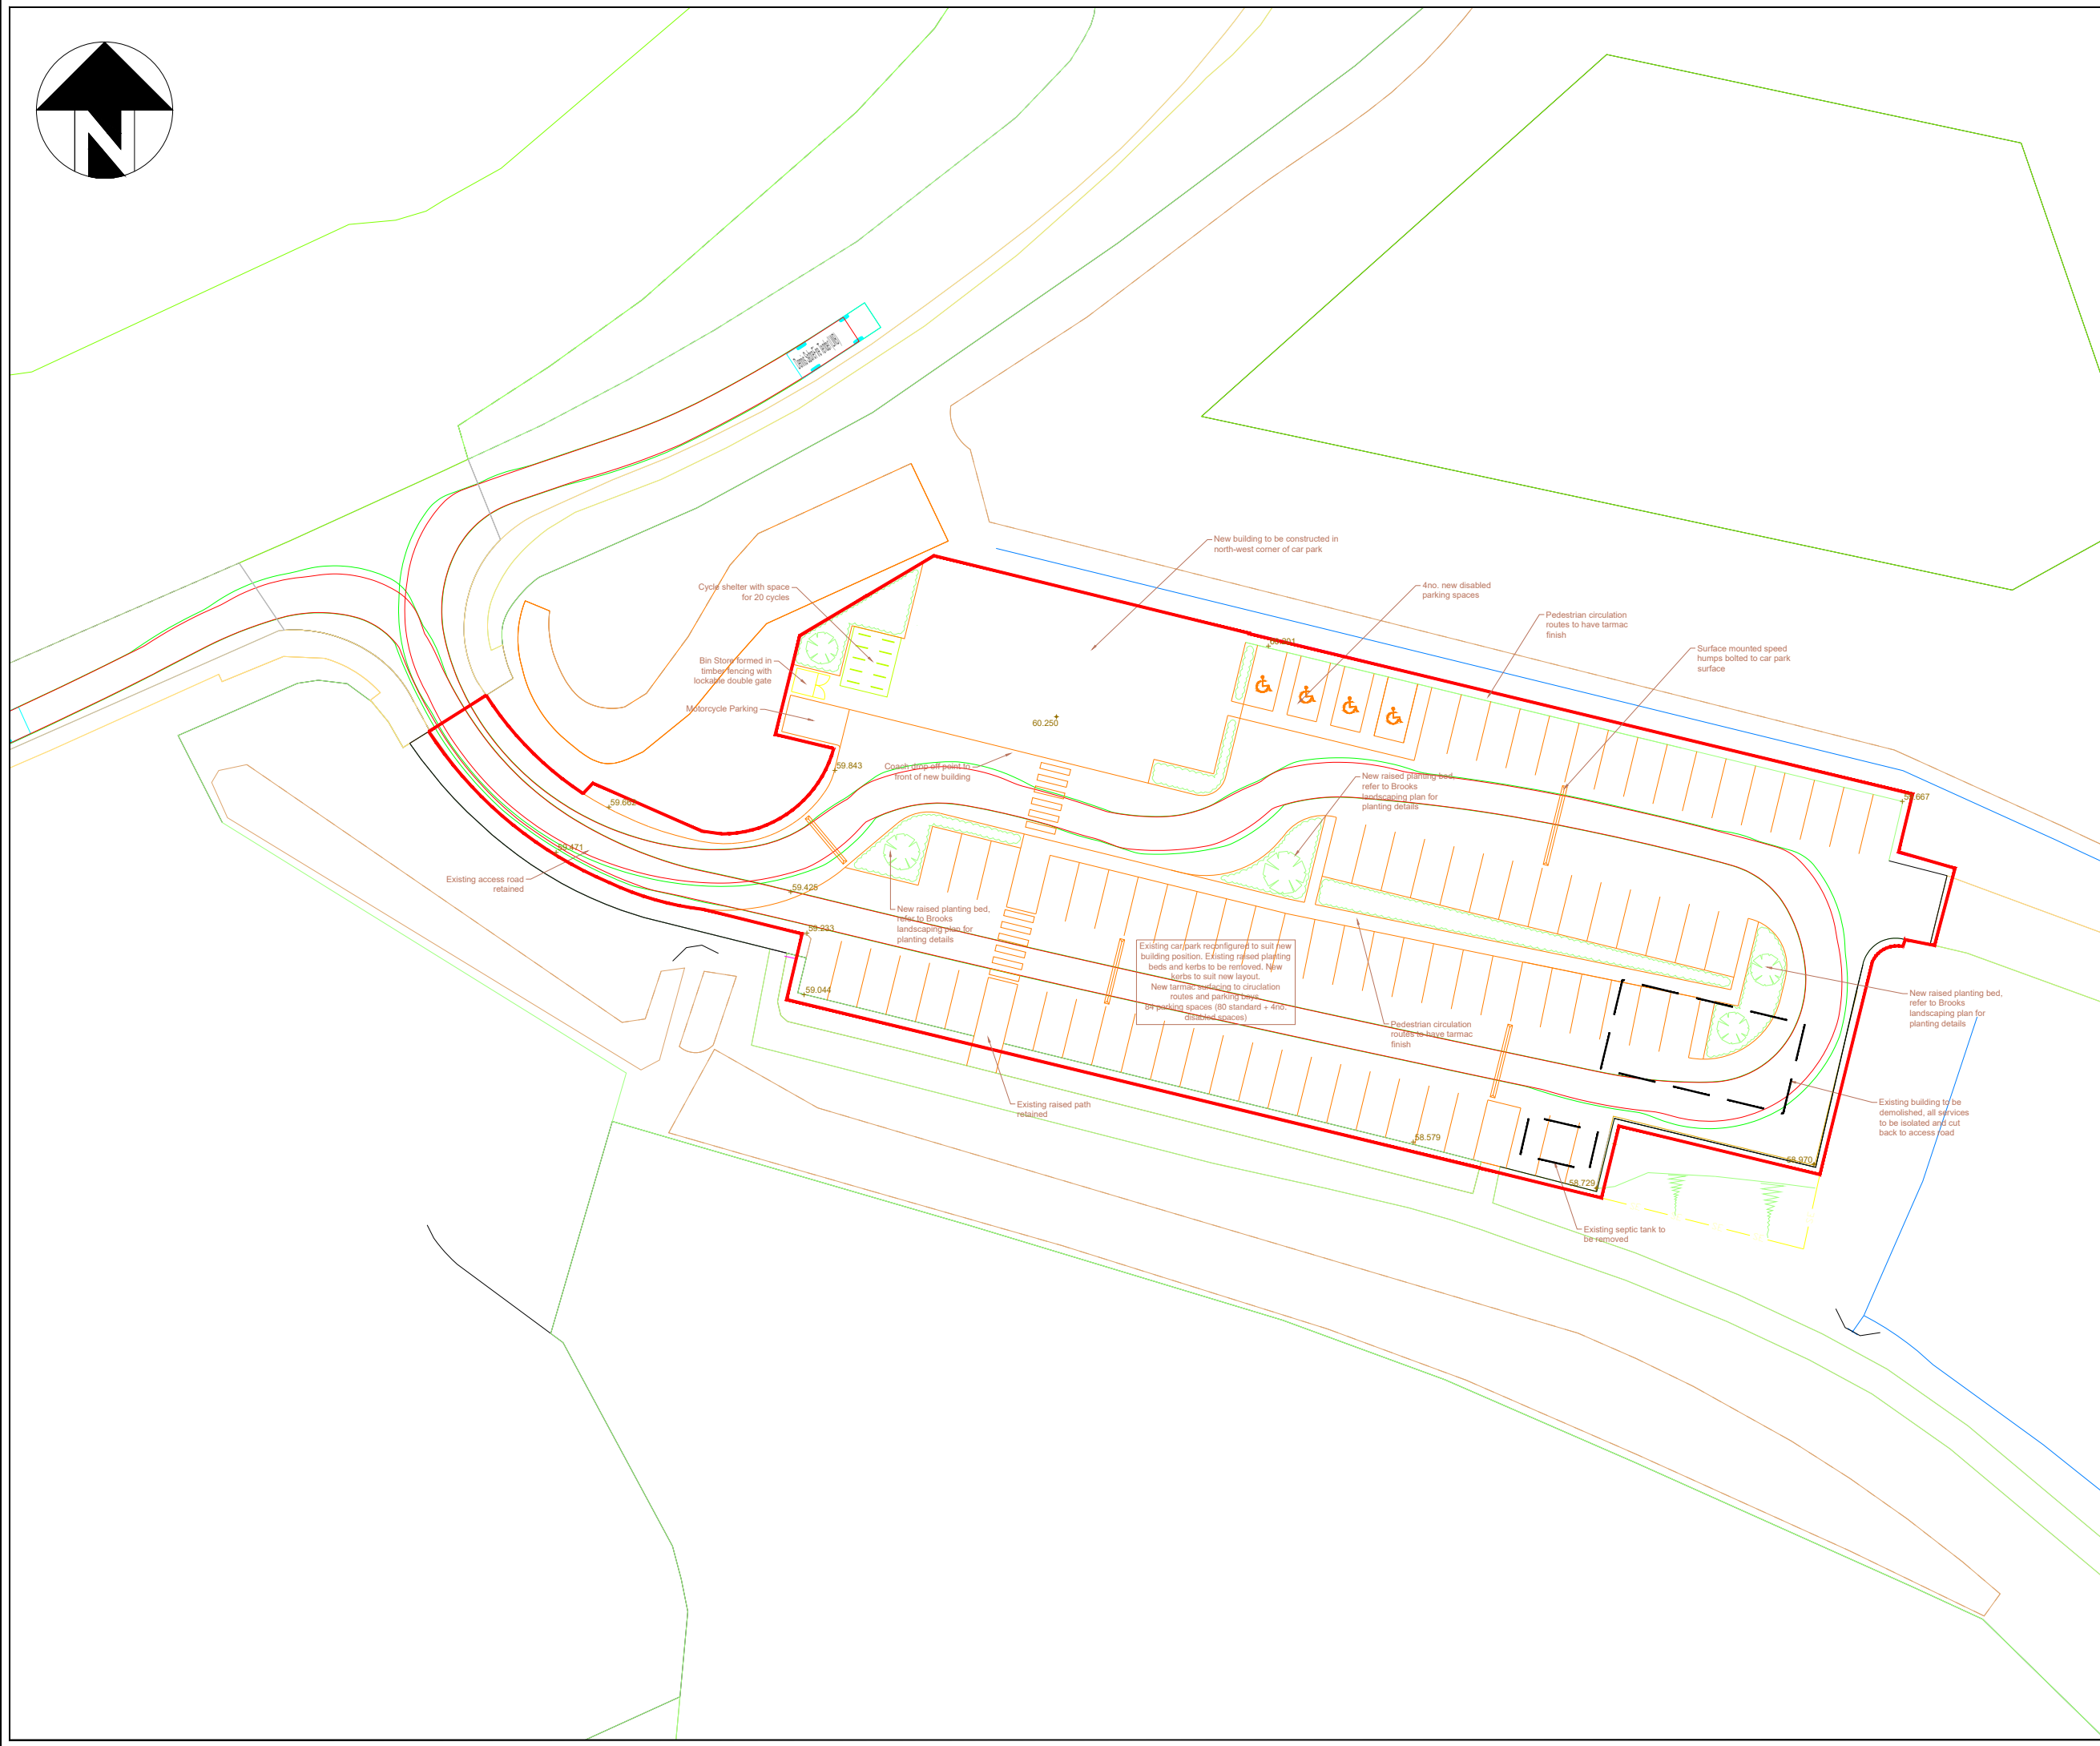 N
New building to be constructed in
north-west corner of car park
Cycle shelter with space
for 20 cycles
4no. new disabled
parking spaces
Pedestrian circulation
routes to have tarmac
finish
Surface mounted speed
humps bolted to car park
surface
Bin Store formed in
timber fencing with
lockable double gate
Motorcycle Parking
60.250
59.843
Coach drop off point to
front of new building
New raised planting bed,
refer to Brooks
landscaping plan for
planting details
59.471
Existing access road
retained
59.425
New raised planting bed,
refer to Brooks
landscaping plan for
planting details
59.233
59.044
Existing car park reconfigured to suit new
building position. Existing raised planting
beds and kerbs to be removed. New
kerbs to suit new layout.
New tarmac surfacing to ciruclation
routes and parking bays.
84 parking spaces (80 standard + 4no.
disabled spaces)
New raised planting bed,
refer to Brooks
landscaping plan for
planting details
Pedestrian circulation
routes to have tarmac
finish
Existing raised path
retained
Existing building to be
demolished, all services
to be isolated and cut
back to access road
58.579
58.970
58.729
Existing septic tank to
be removed